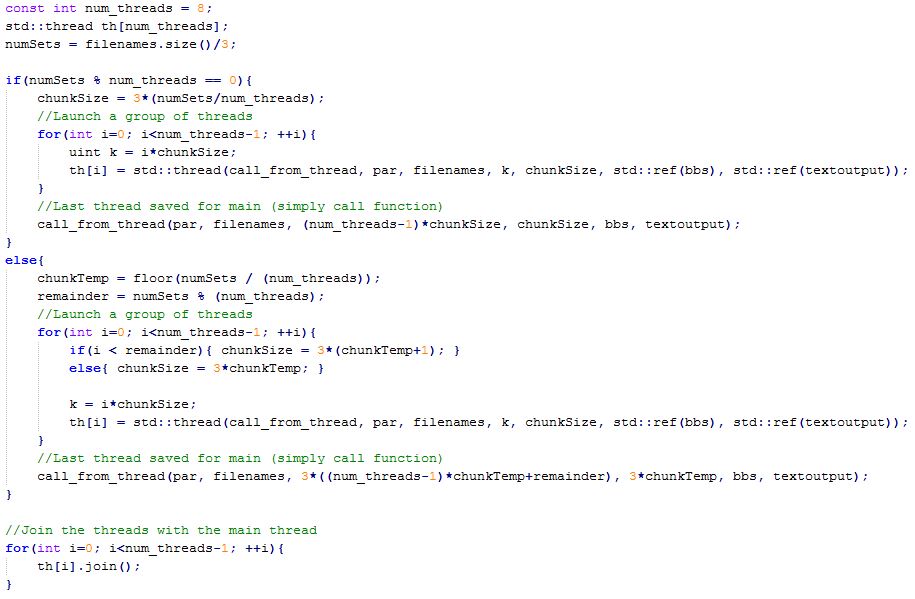 const int num_threads = 8;
std::thread th[num_threads];
numSets = filenames.size()/3;

if(numSets % num_threads == 0){
    chunkSize = 3*(numSets/num_threads);
    //Launch a group of threads
    for(int i=0; i<num_threads-1; ++i){
        uint k = i*chunkSize;
        th[i] = std::thread(call_from_thread, par, filenames, k, chunkSize, std::ref(bbs), std::ref(textoutput));
    }
    //Last thread saved for main (simply call function)
    call_from_thread(par, filenames, (num_threads-1)*chunkSize, chunkSize, bbs, textoutput);
}
else{
    chunkTemp = floor(numSets / (num_threads));
    remainder = numSets % (num_threads);
    //Launch a group of threads
    for(int i=0; i<num_threads-1; ++i){
        if(i < remainder){ chunkSize = 3*(chunkTemp+1); }
        else{ chunkSize = 3*chunkTemp; }

        k = i*chunkSize;
        th[i] = std::thread(call_from_thread, par, filenames, k, chunkSize, std::ref(bbs), std::ref(textoutput));
    }
    //Last thread saved for main (simply call function)
    call_from_thread(par, filenames, 3*((num_threads-1)*chunkTemp+remainder), 3*chunkTemp, bbs, textoutput);
}

//Join the threads with the main thread
for(int i=0; i<num_threads-1; ++i){
    th[i].join();
}